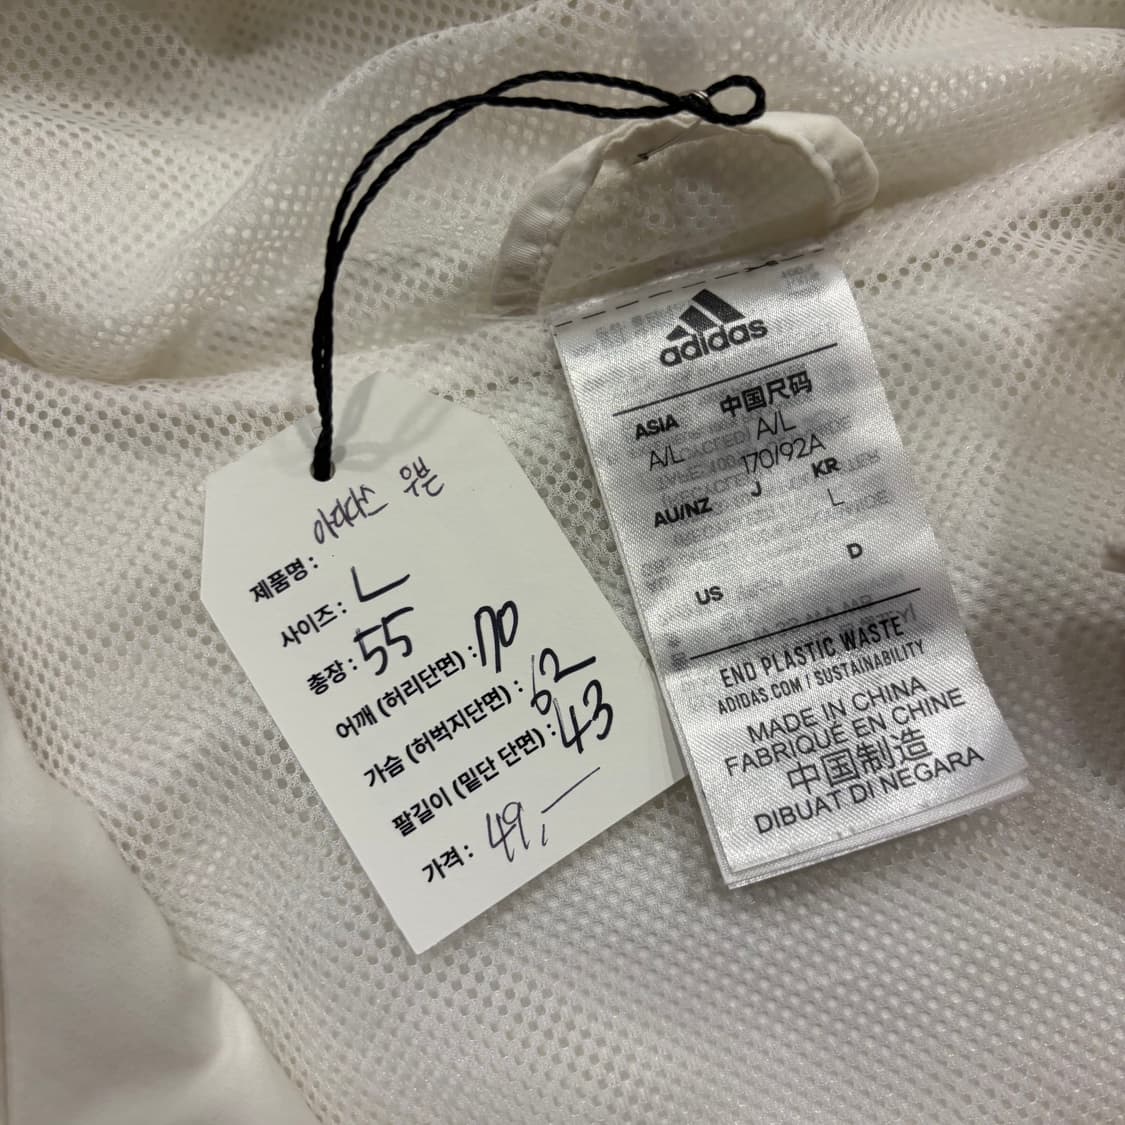 제품명 : 아디다스 우븐
사이즈 : L
총장 : 55
어깨 (허리단면) : 70
가슴 (허벅지단면) : 62
팔길이 (밑단 단면) : 43
가격 : 49,—
adidas
ASIA 中国尺码
A/L A/L
170/92A
AU/NZ J KR
L
US D
END PLASTIC WASTE
ADIDAS.COM / SUSTAINABILITY
MADE IN CHINA
FABRIQUÉ EN CHINE
中国制造
DIBUAT DI NEGARA